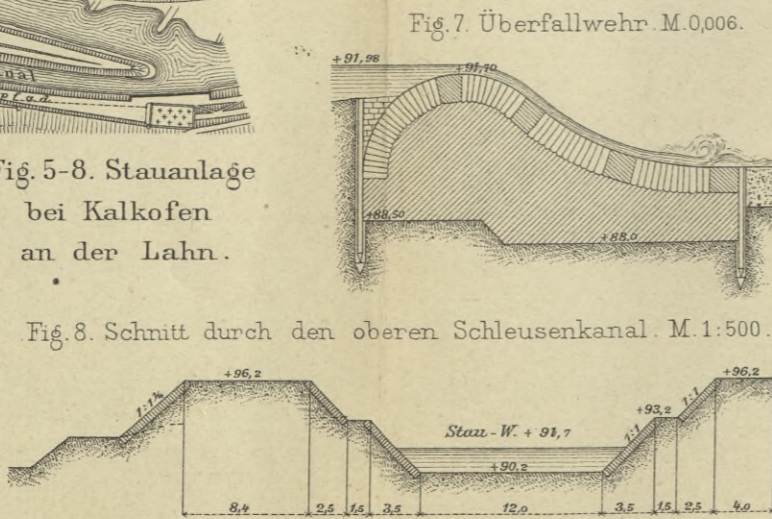 nal
pfad
Fig. 5-8. Stauanlage
bei Kalkofen
an der Lahn.
Fig. 7. Überfallwehr. M. 0,006.
+91,98
+91,70
+88,50
+88,0
Fig. 8. Schnitt durch den oberen Schleusenkanal. M. 1:500.
+96,2
1:1¼
Stau-W. +91,7
+90,2
1:1
+93,2
1:1
+96,2
8,4 2,5 1,5 3,5 12,0 3,5 1,5 2,5 4,0